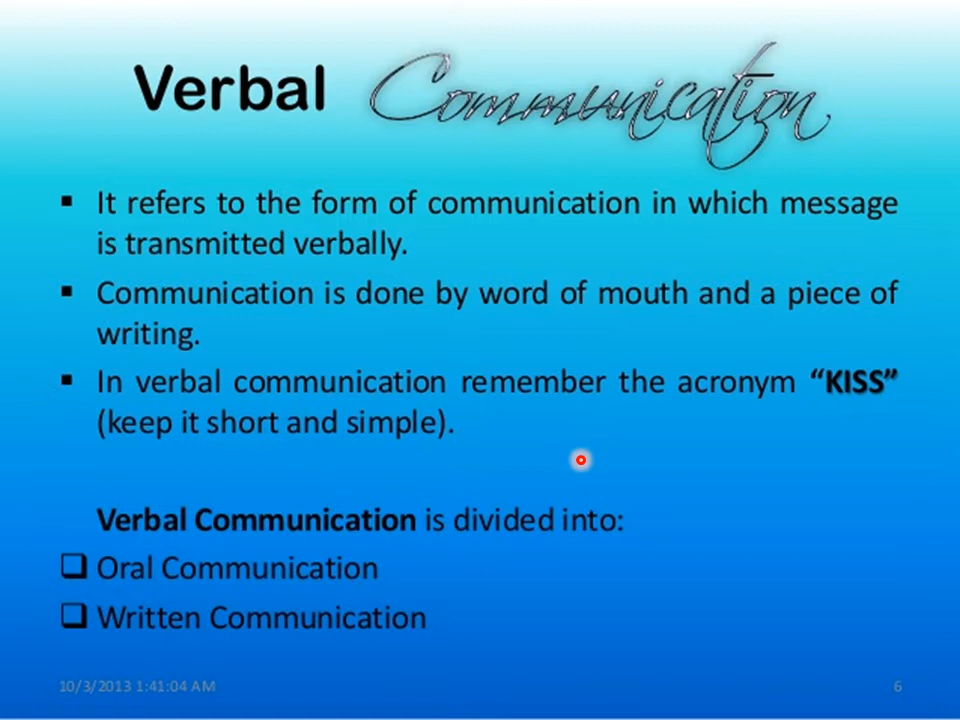 Verbal Communication
▪ It refers to the form of communication in which message
is transmitted verbally.
▪ Communication is done by word of mouth and a piece of
writing.
▪ In verbal communication remember the acronym “KISS”
(keep it short and simple).
Verbal Communication is divided into:
❑ Oral Communication
❑ Written Communication
10/3/2013 1:41:04 AM
6